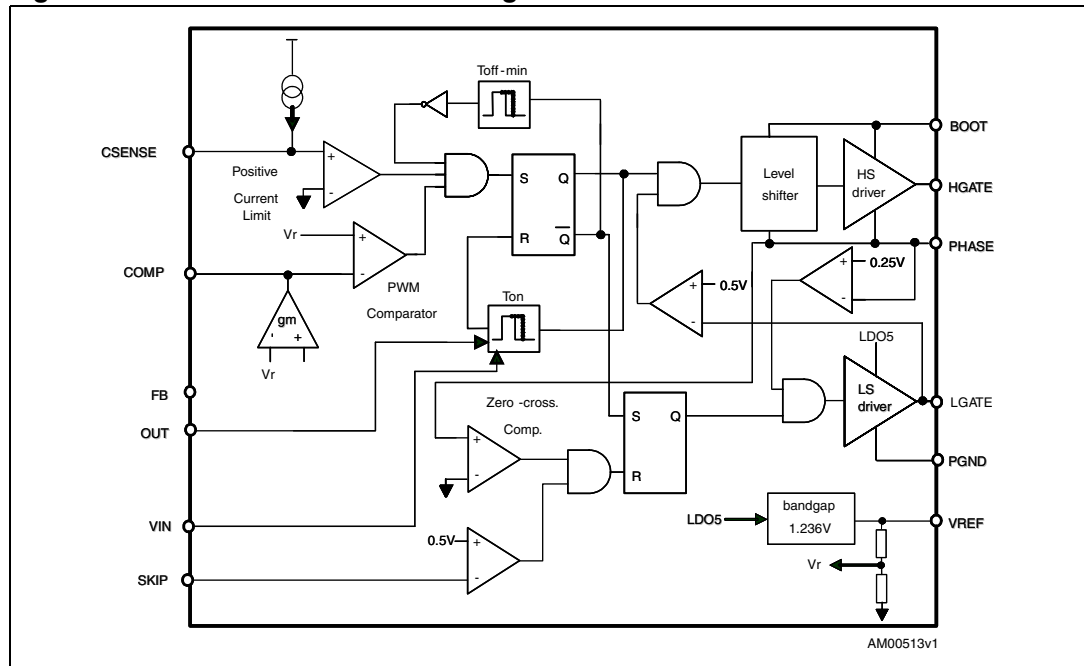 Toff-min
BOOT
CSENSE
+
-
Positive
Current
Limit
S
Q
R
Q
Level
shifter
HS
driver
HGATE
Vr
+
-
PHASE
COMP
PWM
Comparator
+
-
0.5V
+
-
0.25V
gm
-
+
Vr
Ton
LDO5
FB
OUT
Zero -cross.
Comp.
S
Q
R
LS
driver
LGATE
+
-
PGND
VIN
0.5V
+
-
SKIP
LDO5
bandgap
1.236V
VREF
Vr
AM00513v1